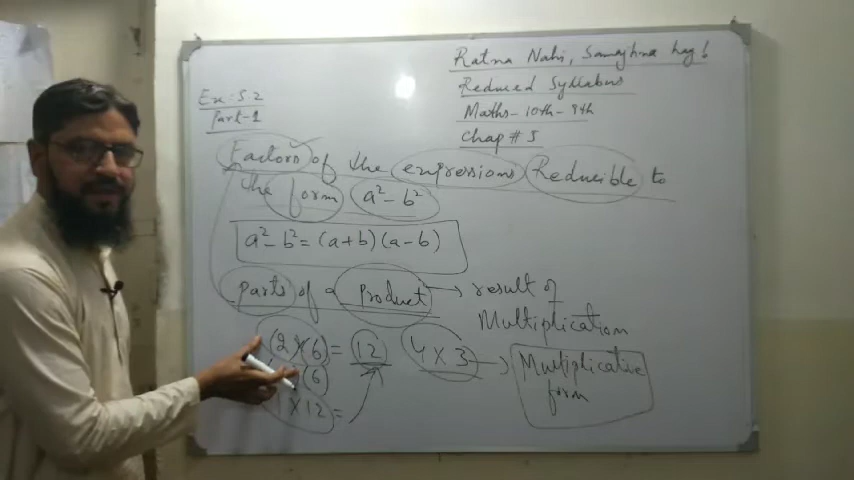 Ratna Nahi, Samajhna hay!
Reduced Syllabus
Maths-10th-9th
Chap # 5
Ex:-5.2
Part-1
Factors of the expressions Reducible to
the form a²-b²
a²-b²=(a+b)(a-b)
parts of a product → result of
Multiplication
(2×6)=12 4×3 → Multiplicative
form
(6)
1×12=